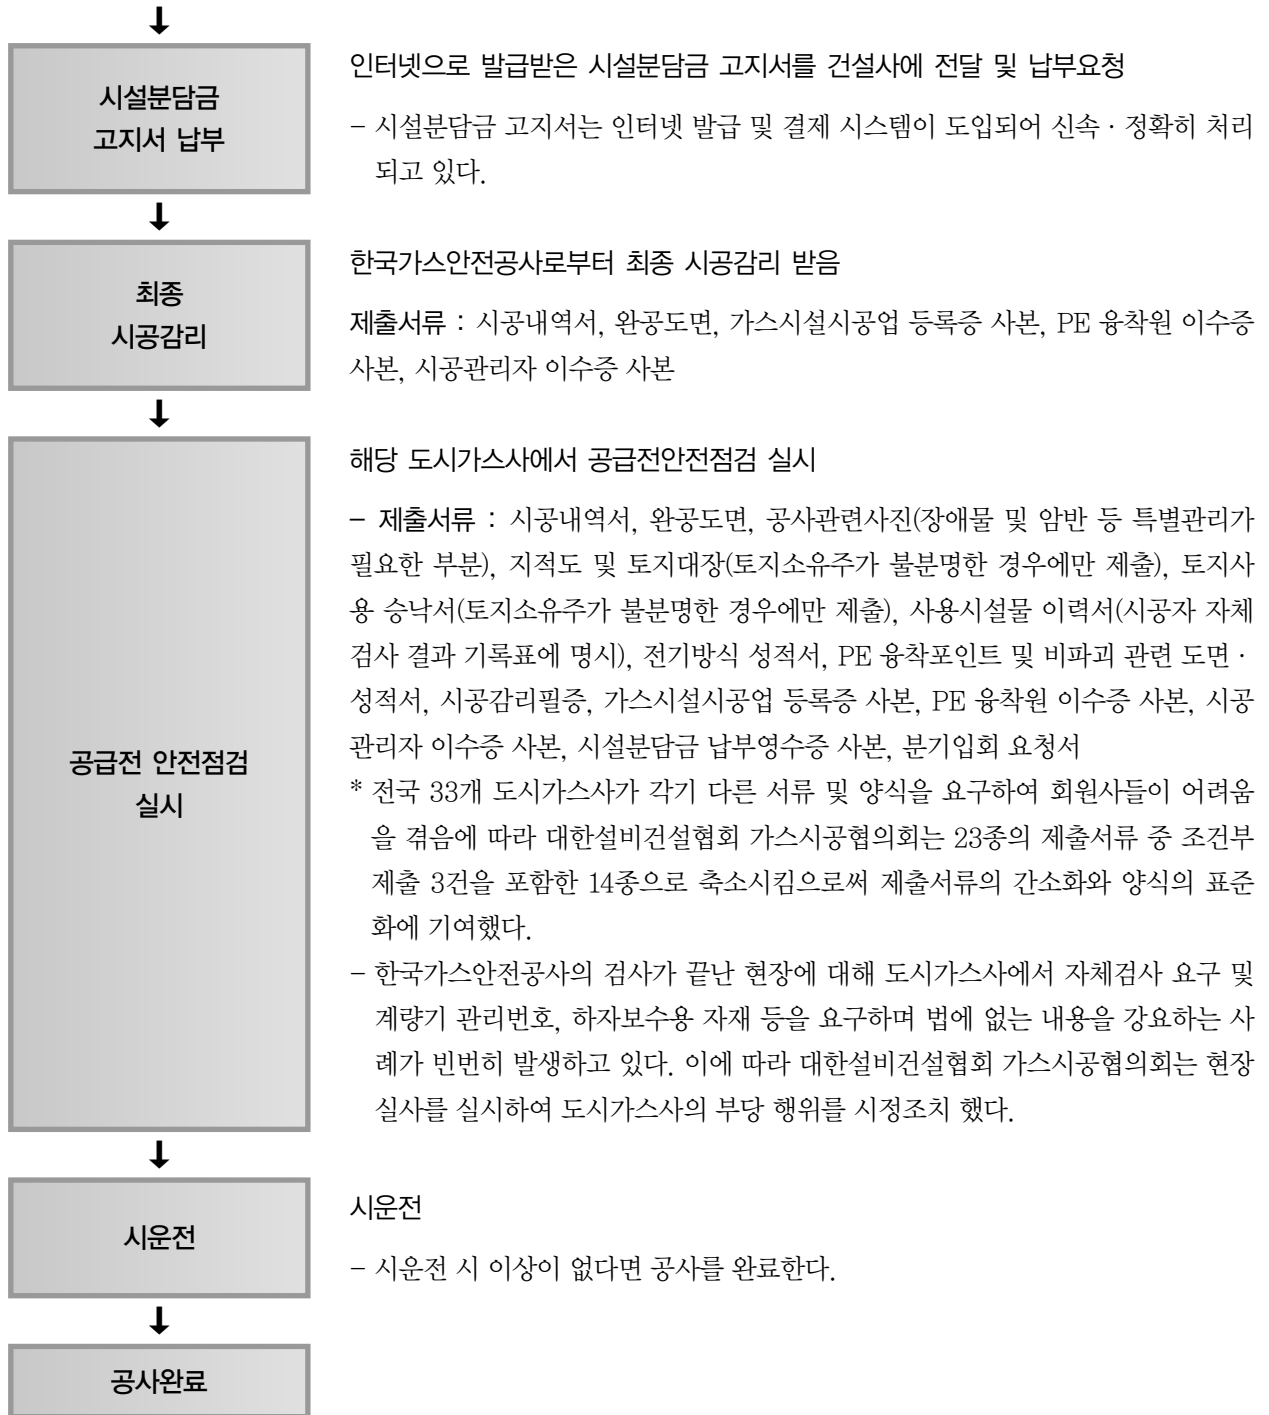 시설분담금
고지서 납부
인터넷으로 발급받은 시설분담금 고지서를 건설사에 전달 및 납부요청
- 시설분담금 고지서는 인터넷 발급 및 결제 시스템이 도입되어 신속 · 정확히 처리
되고 있다.
최종
시공감리
한국가스안전공사로부터 최종 시공감리 받음
제출서류 : 시공내역서, 완공도면, 가스시설시공업 등록증 사본, PE 융착원 이수증
사본, 시공관리자 이수증 사본
공급전 안전점검
실시
해당 도시가스사에서 공급전안전점검 실시
- 제출서류 : 시공내역서, 완공도면, 공사관련사진(장애물 및 암반 등 특별관리가
필요한 부분), 지적도 및 토지대장(토지소유주가 불분명한 경우에만 제출), 토지사
용 승낙서(토지소유주가 불분명한 경우에만 제출), 사용시설물 이력서(시공자 자체
검사 결과 기록표에 명시), 전기방식 성적서, PE 융착포인트 및 비파괴 관련 도면 ·
성적서, 시공감리필증, 가스시설시공업 등록증 사본, PE 융착원 이수증 사본, 시공
관리자 이수증 사본, 시설분담금 납부영수증 사본, 분기입회 요청서
* 전국 33개 도시가스사가 각기 다른 서류 및 양식을 요구하여 회원사들이 어려움
을 겪음에 따라 대한설비건설협회 가스시공협의회는 23종의 제출서류 중 조건부
제출 3건을 포함한 14종으로 축소시킴으로써 제출서류의 간소화와 양식의 표준
화에 기여했다.
- 한국가스안전공사의 검사가 끝난 현장에 대해 도시가스사에서 자체검사 요구 및
계량기 관리번호, 하자보수용 자재 등을 요구하며 법에 없는 내용을 강요하는 사
례가 빈번히 발생하고 있다. 이에 따라 대한설비건설협회 가스시공협의회는 현장
실사를 실시하여 도시가스사의 부당 행위를 시정조치 했다.
시운전
시운전
- 시운전 시 이상이 없다면 공사를 완료한다.
공사완료